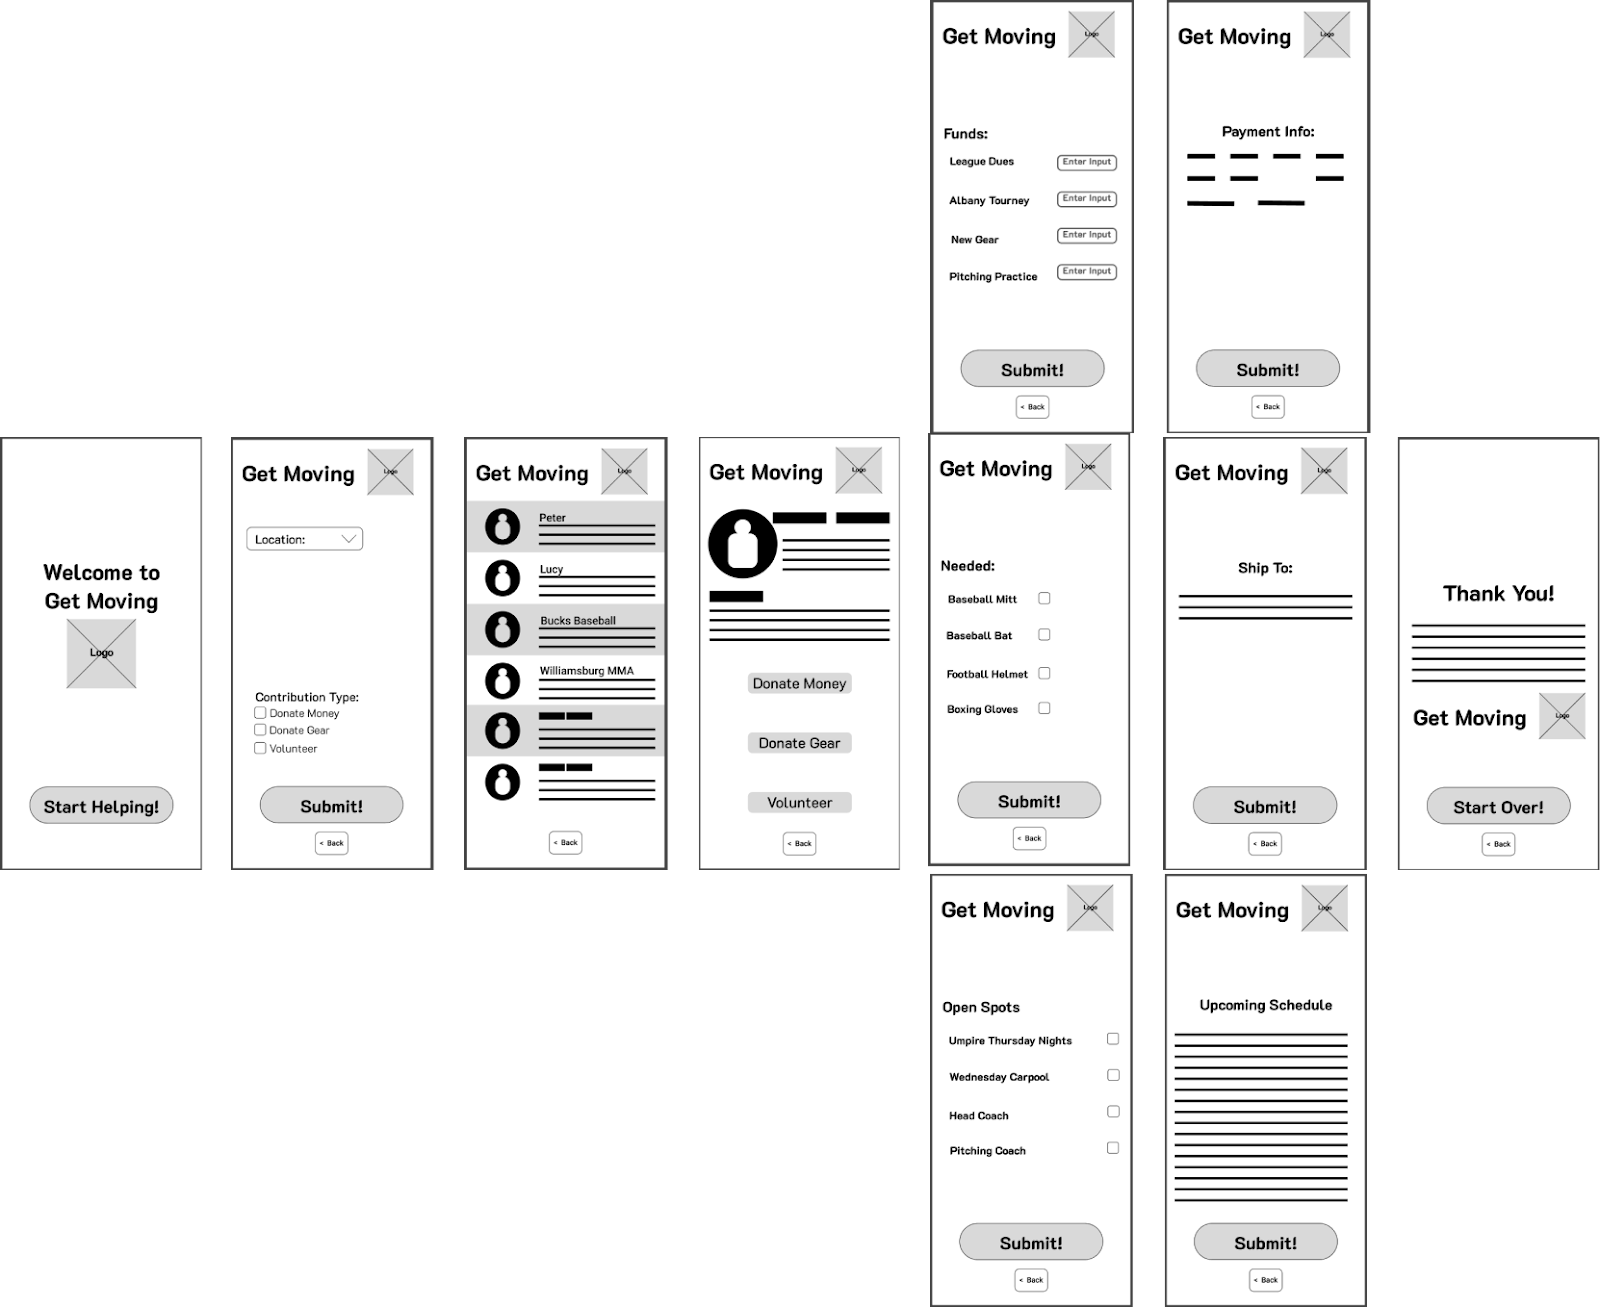 Get Moving
Logo
Funds:
League Dues
Enter Input
Albany Tourney
Enter Input
New Gear
Enter Input
Pitching Practice
Enter Input
Submit!
< Back
Get Moving
Logo
Payment Info:
Submit!
< Back
Welcome to
Get Moving
Logo
Start Helping!
Get Moving
Logo
Location:
Contribution Type:
Donate Money
Donate Gear
Volunteer
Submit!
< Back
Get Moving
Logo
Peter
Lucy
Bucks Baseball
Williamsburg MMA
< Back
Get Moving
Logo
Donate Money
Donate Gear
Volunteer
< Back
Get Moving
Logo
Needed:
Baseball Mitt
Baseball Bat
Football Helmet
Boxing Gloves
Submit!
< Back
Get Moving
Logo
Ship To:
Submit!
< Back
Thank You!
Get Moving
Logo
Start Over!
< Back
Get Moving
Logo
Open Spots
Umpire Thursday Nights
Wednesday Carpool
Head Coach
Pitching Coach
Submit!
< Back
Get Moving
Logo
Upcoming Schedule
Submit!
< Back